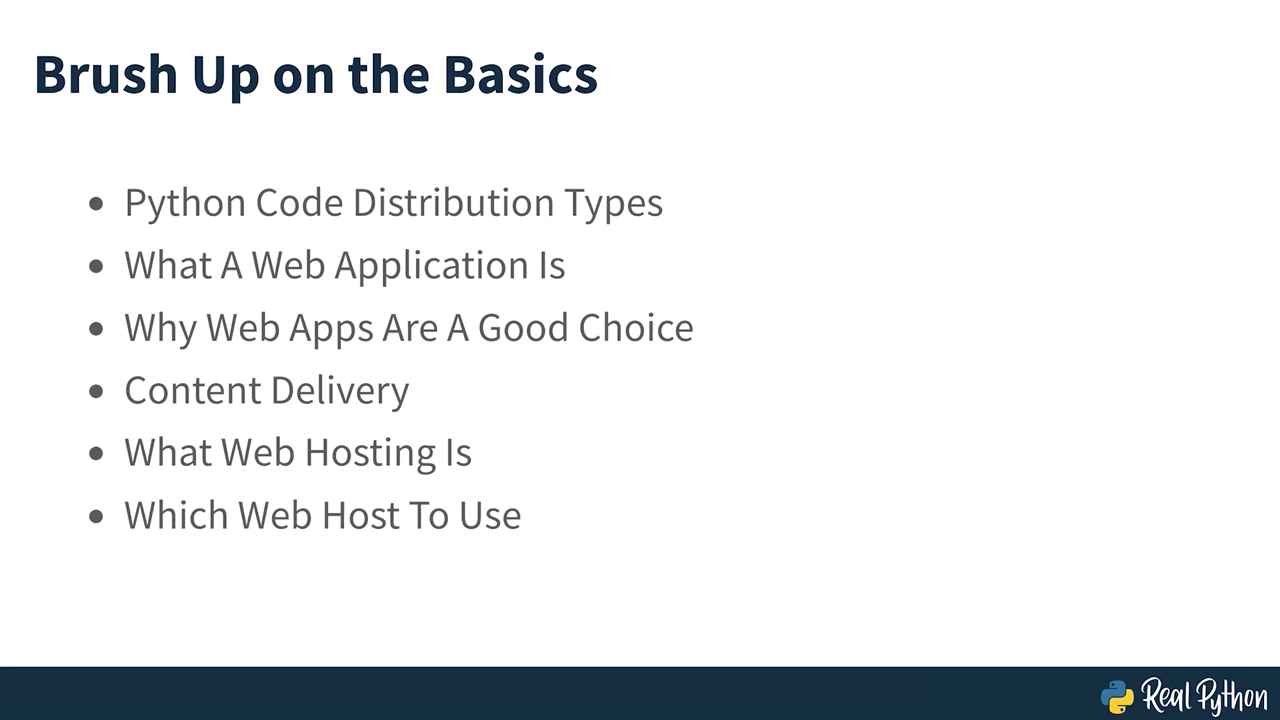 Brush Up on the Basics
• Python Code Distribution Types
• What A Web Application Is
• Why Web Apps Are A Good Choice
• Content Delivery
• What Web Hosting Is
• Which Web Host To Use
Real Python